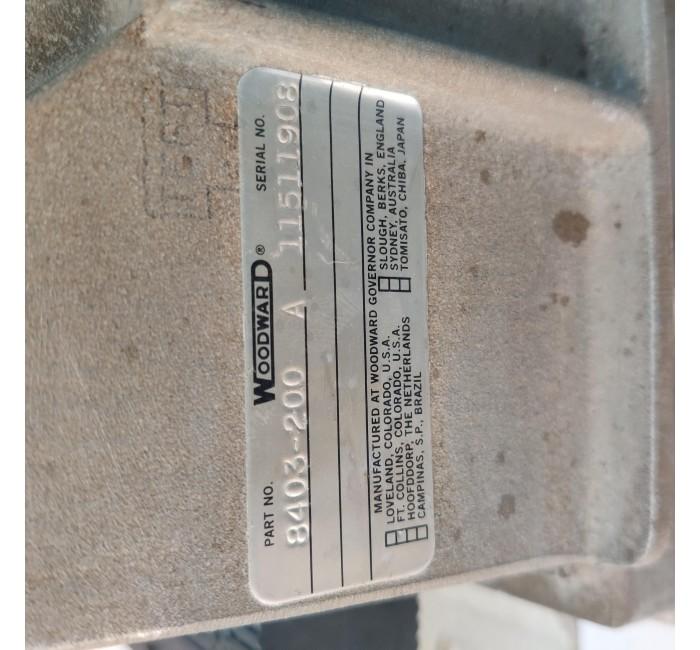 WOODWARD®
PART NO. SERIAL NO.
8403-200 A 11511908
MANUFACTURED AT WOODWARD GOVERNOR COMPANY IN
LOVELAND, COLORADO, U.S.A.
FT. COLLINS, COLORADO, U.S.A.
HOOFDDORP, THE NETHERLANDS
CAMPINAS, S.P., BRAZIL
SLOUGH, BERKS, ENGLAND
SYDNEY, AUSTRALIA
TOMISATO, CHIBA, JAPAN